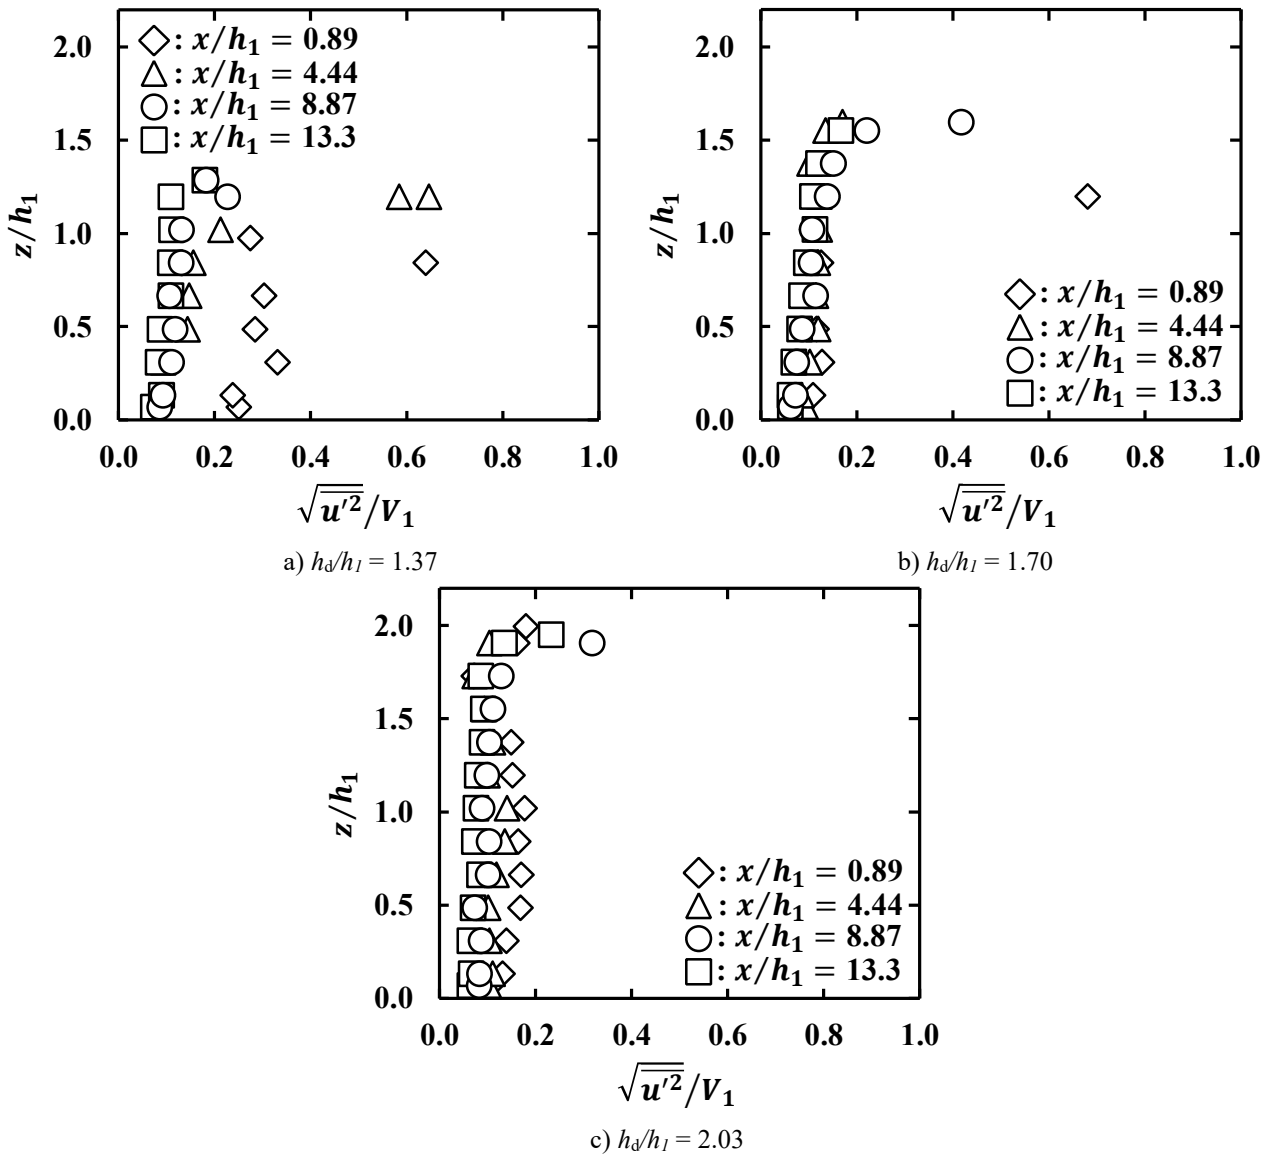 2.0
1.5
1.0
0.5
0.0
z/h₁
◇: x/h₁ = 0.89
△: x/h₁ = 4.44
○: x/h₁ = 8.87
□: x/h₁ = 13.3
0.0 0.2 0.4 0.6 0.8 1.0
√u′²/V₁
a) h_d/h_1 = 1.37
2.0
1.5
1.0
0.5
0.0
z/h₁
◇: x/h₁ = 0.89
△: x/h₁ = 4.44
○: x/h₁ = 8.87
□: x/h₁ = 13.3
0.0 0.2 0.4 0.6 0.8 1.0
√u′²/V₁
b) h_d/h_1 = 1.70
2.0
1.5
1.0
0.5
0.0
z/h₁
◇: x/h₁ = 0.89
△: x/h₁ = 4.44
○: x/h₁ = 8.87
□: x/h₁ = 13.3
0.0 0.2 0.4 0.6 0.8 1.0
√u′²/V₁
c) h_d/h_1 = 2.03